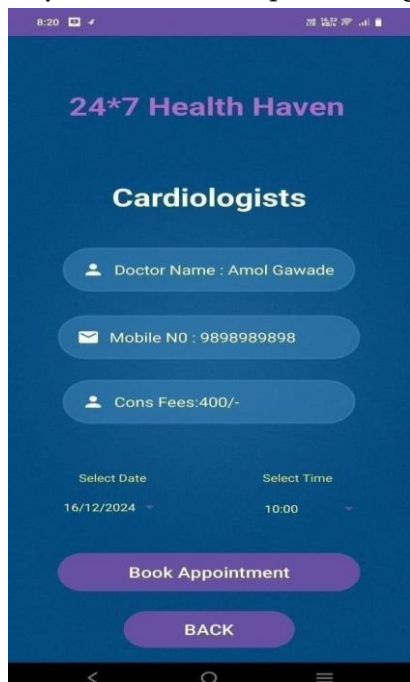 8:20
24*7 Health Haven
Cardiologists
Doctor Name : Amol Gawade
Mobile N0 : 9898989898
Cons Fees:400/-
Select Date Select Time
16/12/2024 10:00
Book Appointment
BACK